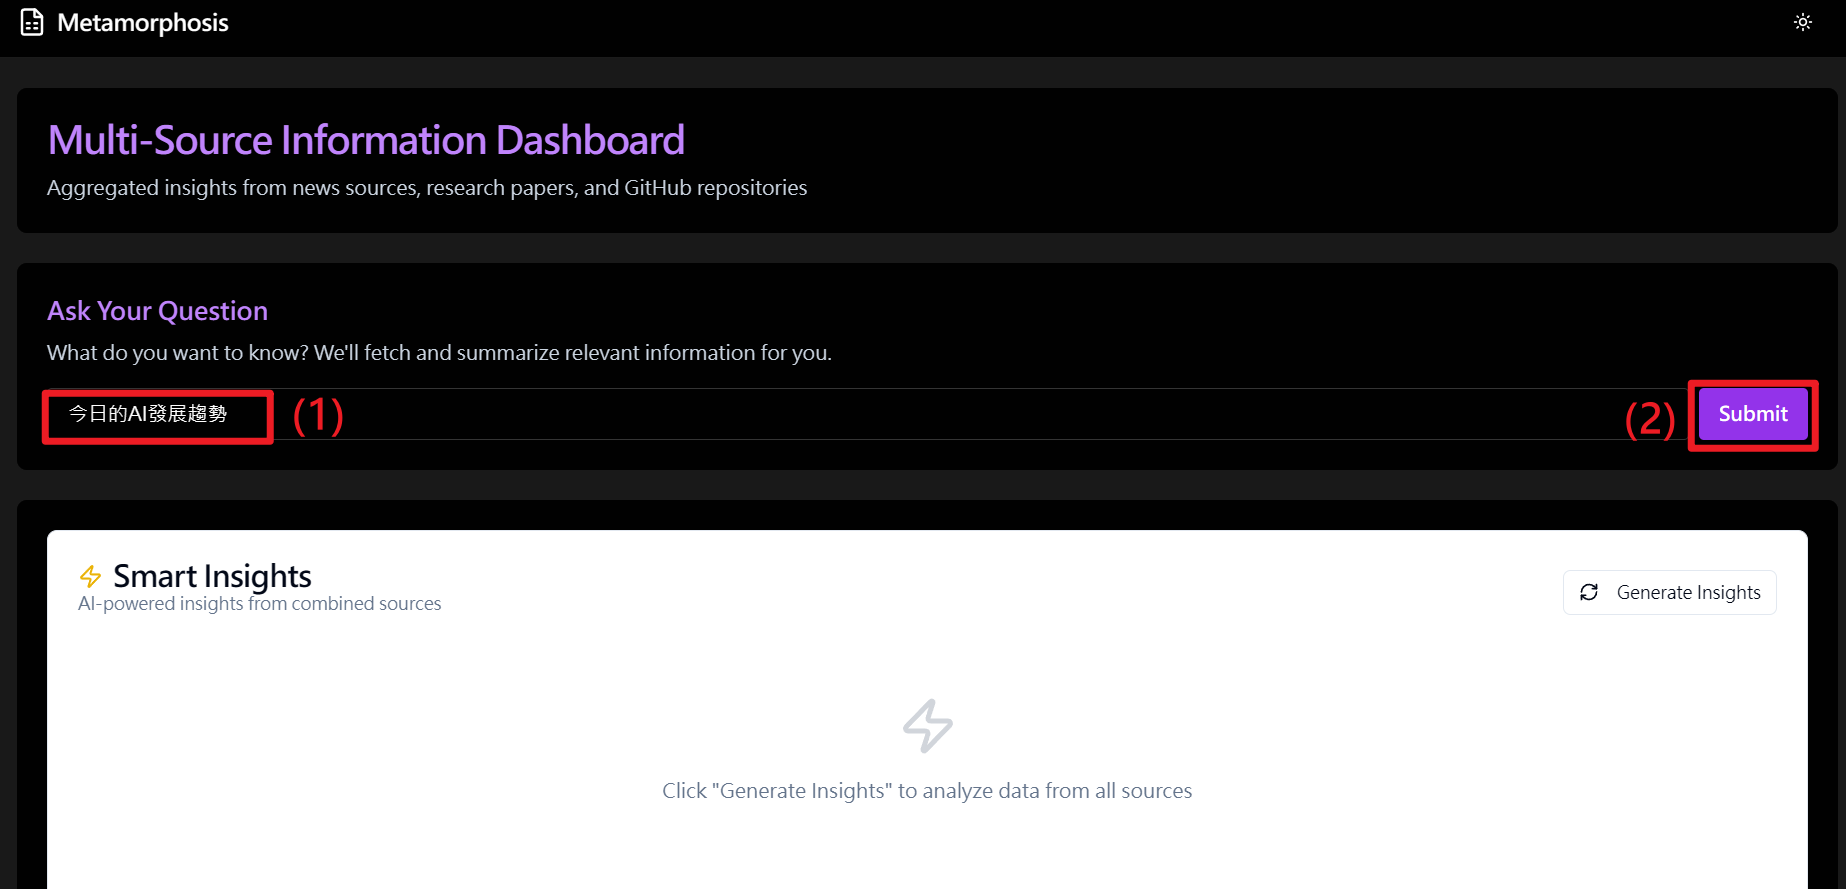 Metamorphosis
Multi-Source Information Dashboard
Aggregated insights from news sources, research papers, and GitHub repositories
Ask Your Question
What do you want to know? We'll fetch and summarize relevant information for you.
今日的AI發展趨勢 (1) (2) Submit
Smart Insights
AI-powered insights from combined sources
Generate Insights
Click "Generate Insights" to analyze data from all sources